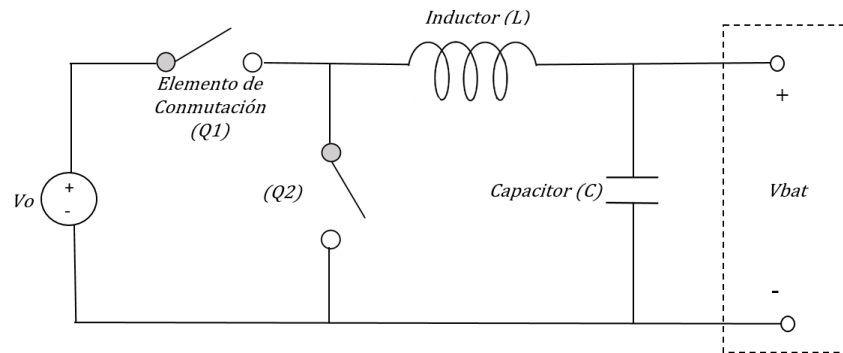 Inductor (L)
Elemento de
Conmutación
(Q1)
+
(Q2)
Capacitor (C)
Vbat
Vo
+
-
-